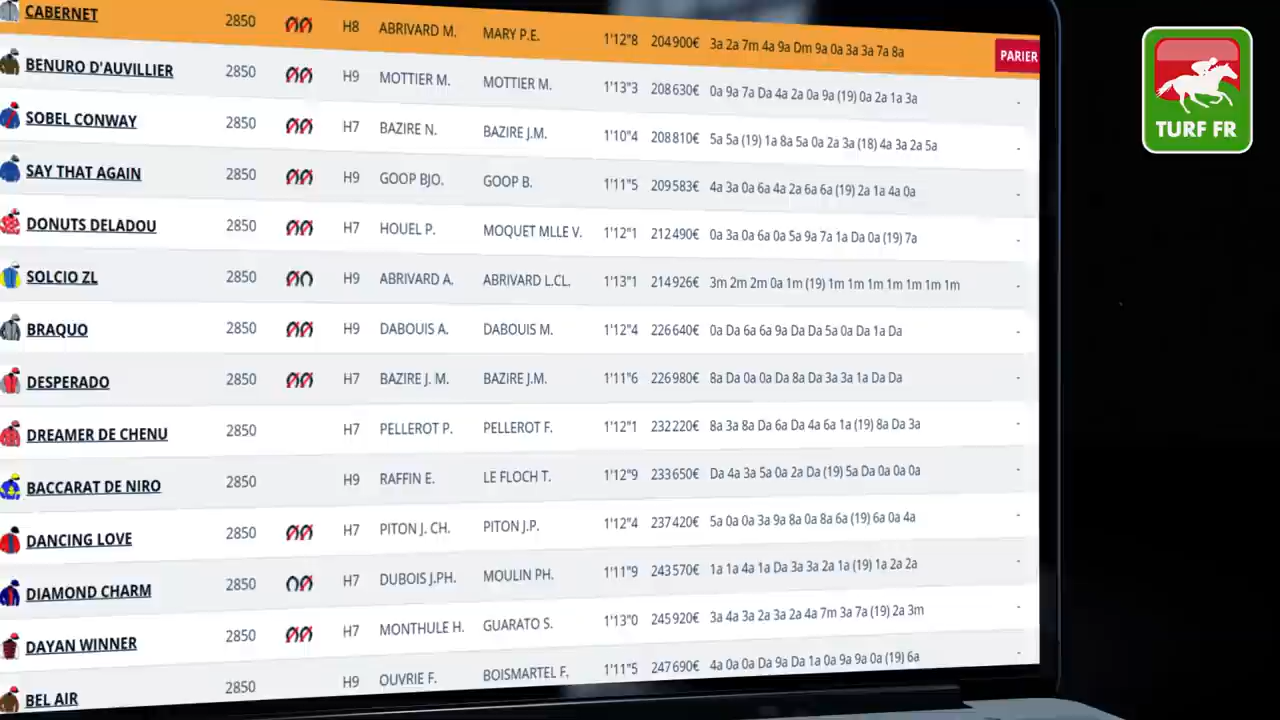 CABERNET 2850 H8 ABRIVARD M. MARY P.E. 1'12"8 204900€ 3a 2a 7m 4a 9a Dm 9a 0a 3a 3a 7a 8a PARIER
BENURO D'AUVILLIER 2850 H9 MOTTIER M. MOTTIER M. 1'13"3 208630€ 0a 9a 7a Da 4a 2a 0a 9a (19) 0a 2a 1a 3a -
SOBEL CONWAY 2850 H7 BAZIRE N. BAZIRE J.M. 1'10"4 208810€ 5a 5a (19) 1a 8a 5a 0a 2a 3a (18) 4a 3a 2a 5a -
SAY THAT AGAIN 2850 H9 GOOP BJO. GOOP B. 1'11"5 209583€ 4a 3a 0a 6a 4a 2a 6a 6a (19) 2a 1a 4a 0a -
DONUTS DELADOU 2850 H7 HOUEL P. MOQUET MLLE V. 1'12"1 212490€ 0a 3a 0a 6a 0a 5a 9a 7a 1a Da 0a (19) 7a -
SOLCIO ZL 2850 H9 ABRIVARD A. ABRIVARD L.CL. 1'13"1 214926€ 3m 2m 2m 0a 1m (19) 1m 1m 1m 1m 1m 1m 1m -
BRAQUO 2850 H9 DABOUIS A. DABOUIS M. 1'12"4 226640€ 0a Da 6a 6a 9a Da Da 5a 0a Da 1a Da -
DESPERADO 2850 H7 BAZIRE J. M. BAZIRE J.M. 1'11"6 226980€ 8a Da 0a 0a Da 8a Da 3a 3a 1a Da Da -
DREAMER DE CHENU 2850 H7 PELLEROT P. PELLEROT F. 1'12"1 232220€ 8a 3a 8a Da 6a Da 4a 6a 1a (19) 8a Da 3a -
BACCARAT DE NIRO 2850 H9 RAFFIN E. LE FLOCH T. 1'12"9 233650€ Da 4a 3a 5a 0a 2a Da (19) 5a Da 0a 0a 0a -
DANCING LOVE 2850 H7 PITON J. CH. PITON J.P. 1'12"4 237420€ 5a 0a 0a 3a 9a 8a 0a 8a 6a (19) 6a 0a 4a -
DIAMOND CHARM 2850 H7 DUBOIS J.PH. MOULIN PH. 1'11"9 243570€ 1a 1a 4a 1a Da 3a 3a 2a 1a (19) 1a 2a 2a -
DAYAN WINNER 2850 H7 MONTHULE H. GUARATO S. 1'13"0 245920€ 3a 4a 3a 2a 3a 2a 4a 7m 3a 7a (19) 2a 3m -
BEL AIR 2850 H9 OUVRIE F. BOISMARTEL F. 1'11"5 247690€ 4a 0a 0a Da 9a Da 1a 0a 9a 9a 0a (19) 6a -
TURF FR